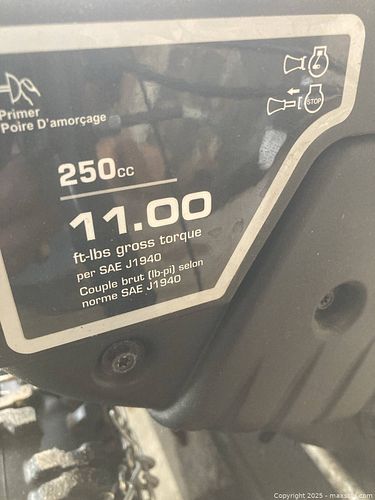 Primer
Poire D'amorçage
STOP
250cc
11.00
ft-lbs gross torque
per SAE J1940
Couple brut (lb-pi) selon
norme SAE J1940
Copyright 2025 - maxsold.com